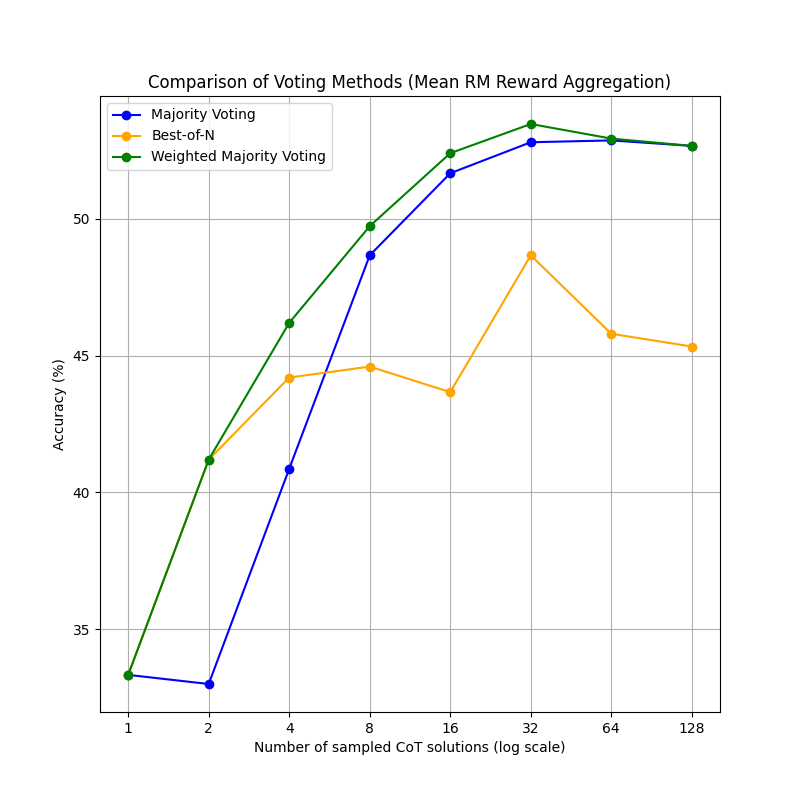 Comparison of Voting Methods (Mean RM Reward Aggregation)
Majority Voting
Best-of-N
Weighted Majority Voting
Accuracy (%)
50
45
40
35
1 2 4 8 16 32 64 128
Number of sampled CoT solutions (log scale)